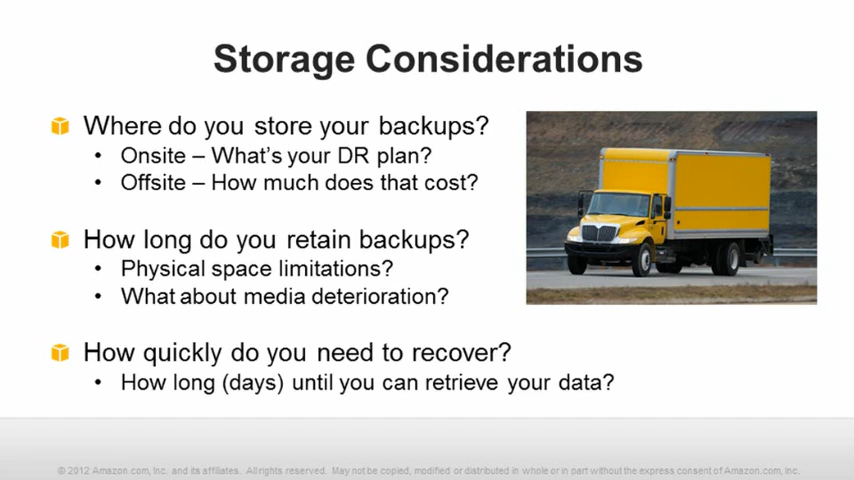 Storage Considerations
Where do you store your backups?
• Onsite – What's your DR plan?
• Offsite – How much does that cost?
How long do you retain backups?
• Physical space limitations?
• What about media deterioration?
How quickly do you need to recover?
• How long (days) until you can retrieve your data?
© 2012 Amazon.com, Inc. and its affiliates. All rights reserved. May not be copied, modified or distributed in whole or in part without the express consent of Amazon.com, Inc.